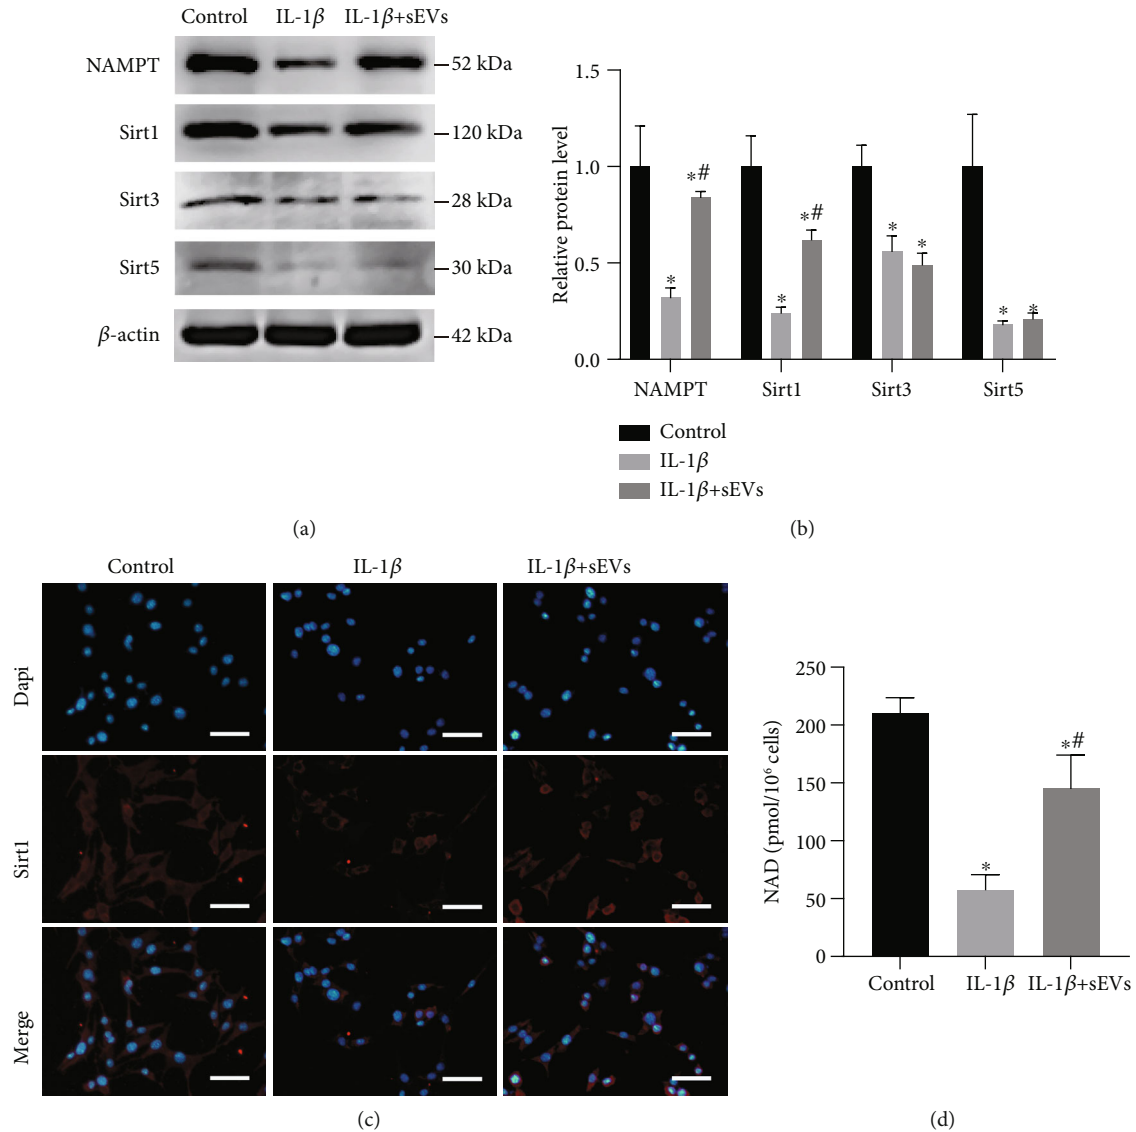 Control IL-1β IL-1β+sEVs
NAMPT 52 kDa
Sirt1 120 kDa
Sirt3 28 kDa
Sirt5 30 kDa
β-actin 42 kDa
(a)
Relative protein level
1.5
1.0
0.5
0.0
*
*#
*
*#
*
*
*
*
NAMPT Sirt1 Sirt3 Sirt5
Control
IL-1β
IL-1β+sEVs
(b)
Control IL-1β IL-1β+sEVs
Dapi
Sirt1
Merge
(c)
NAD (pmol/10⁶ cells)
250
200
150
100
50
0
*
*#
Control IL-1β IL-1β+sEVs
(d)